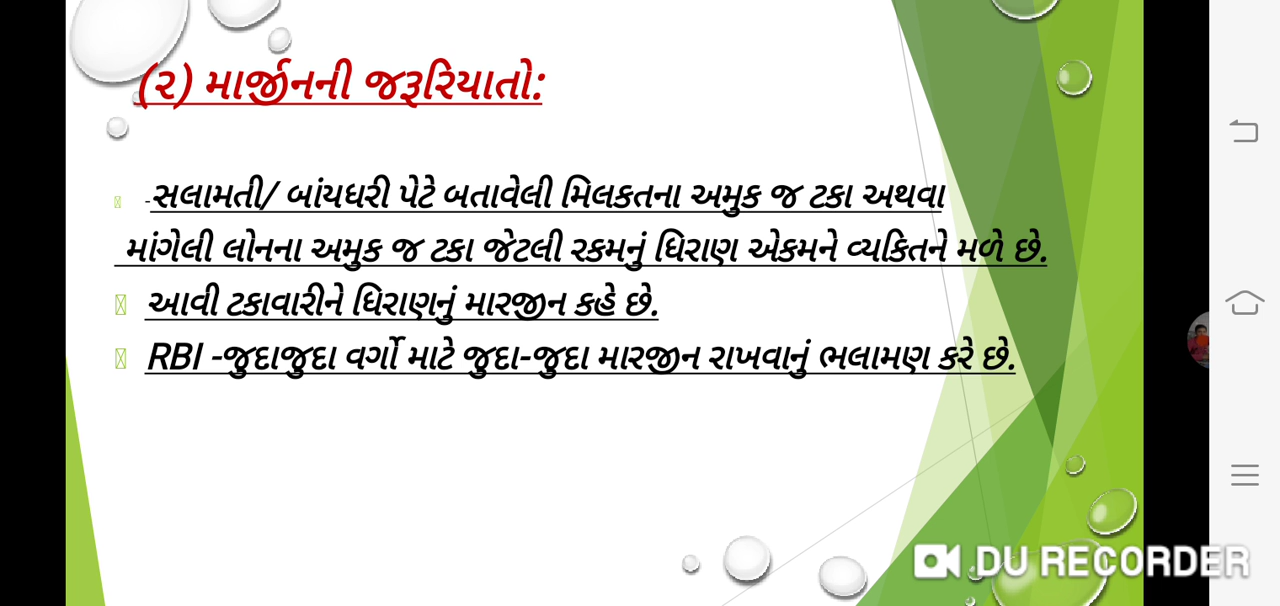 (૨) માર્જીનની જરૂરિયાતો:
-સલામતી/ બાંયધરી પેટે બતાવેલી મિલકતના અમુક જ ટકા અથવા
માંગેલી લોનના અમુક જ ટકા જેટલી રકમનું ધિરાણ એકમને વ્યકિતને મળે છે.
આવી ટકાવારીને ધિરાણનું મારજીન કહે છે.
RBI -જુદાજુદા વર્ગો માટે જુદા-જુદા મારજીન રાખવાનું ભલામણ કરે છે.
DU RECORDER